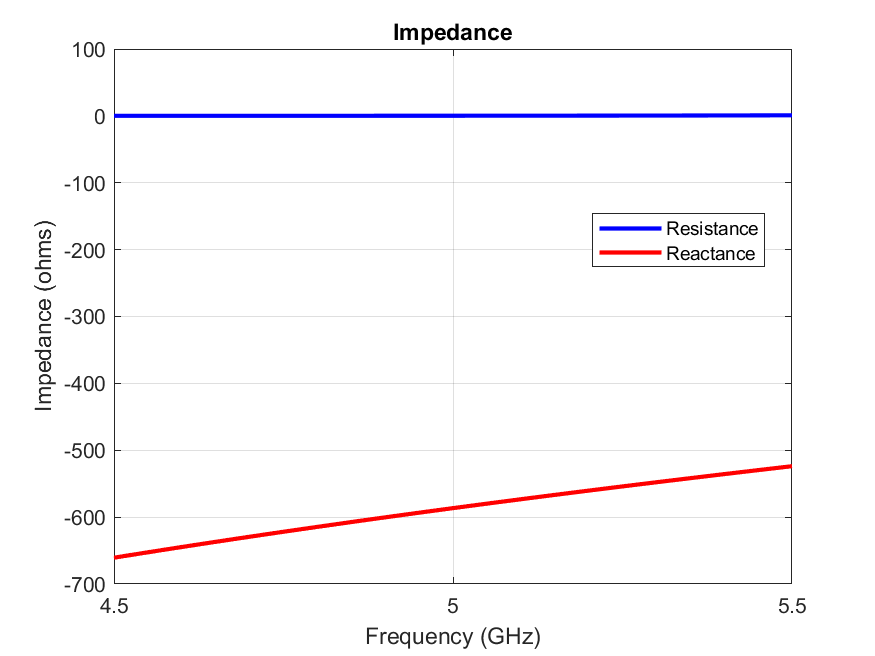 Impedance
100
0
-100
-200
-300
-400
-500
-600
-700
Impedance (ohms)
Resistance
Reactance
4.5
5
5.5
Frequency (GHz)